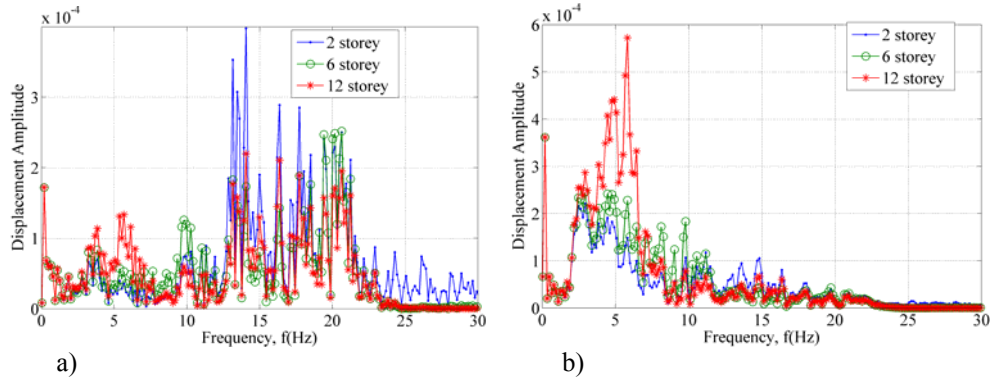 x 10-4
2 storey
6 storey
12 storey
Displacement Amplitude
3
2
1
0
0 5 10 15 20 25 30
Frequency, f(Hz)
a)
x 10-4
2 storey
6 storey
12 storey
Displacement Amplitude
6
5
4
3
2
1
0
0 5 10 15 20 25 30
Frequency, f(Hz)
b)